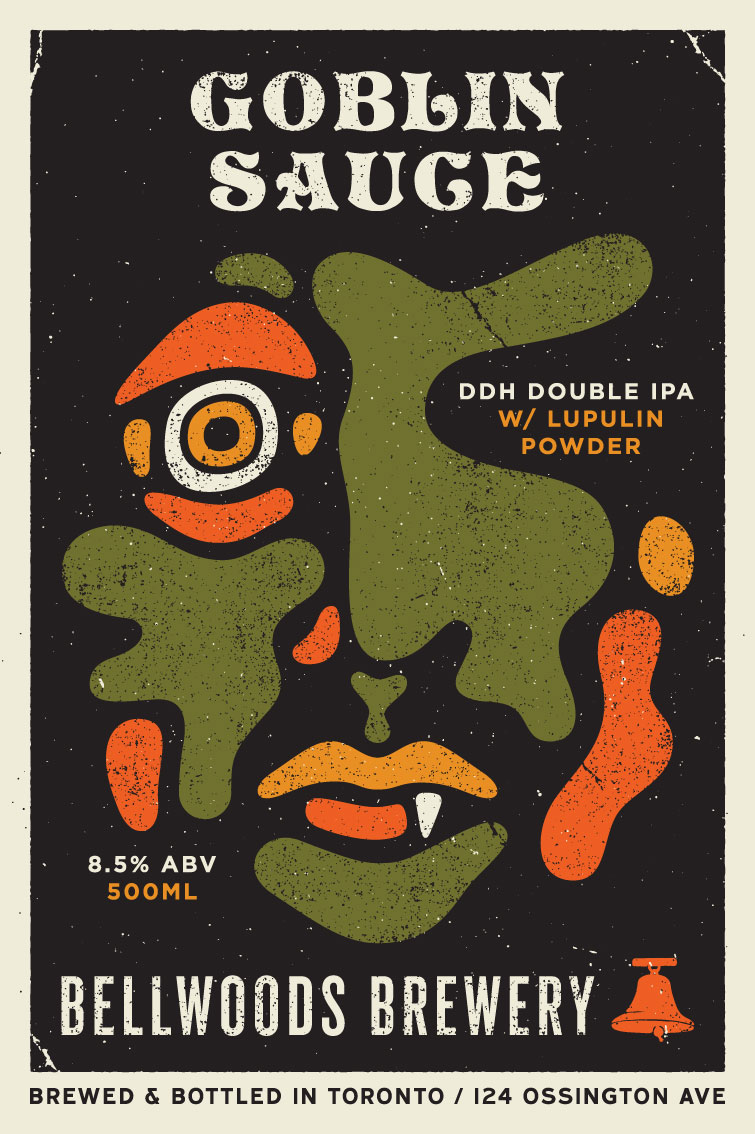 GOBLIN
SAUCE
DDH DOUBLE IPA
W/ LUPULIN
POWDER
8.5% ABV
500ML
BELLWOODS BREWERY
BREWED & BOTTLED IN TORONTO / 124 OSSINGTON AVE